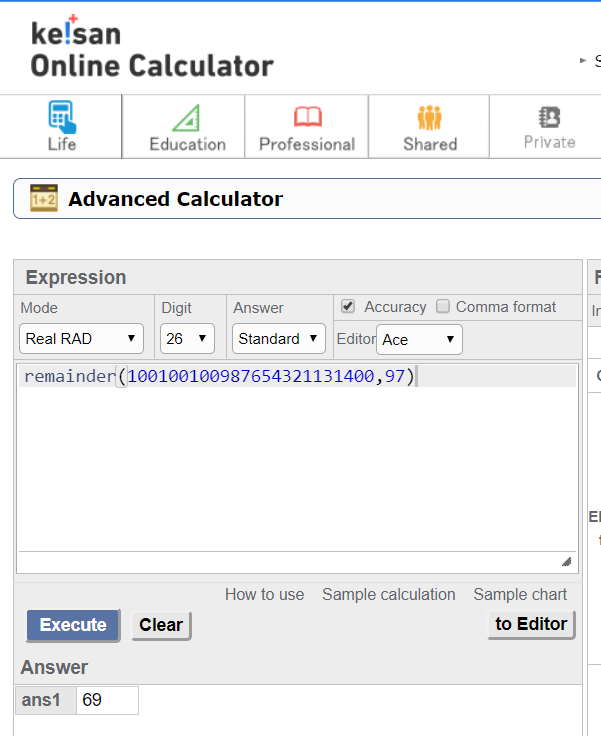 ke!san
Online Calculator
S
Life
Education
Professional
Shared
Private
1+2 Advanced Calculator
Expression
F
Mode
Digit
Answer
Accuracy
Comma format
In
Real RAD
26
Standard
Editor
Ace
remainder(100100100987654321131400,97)
El
How to use
Sample calculation
Sample chart
Execute
Clear
to Editor
Answer
ans1
69